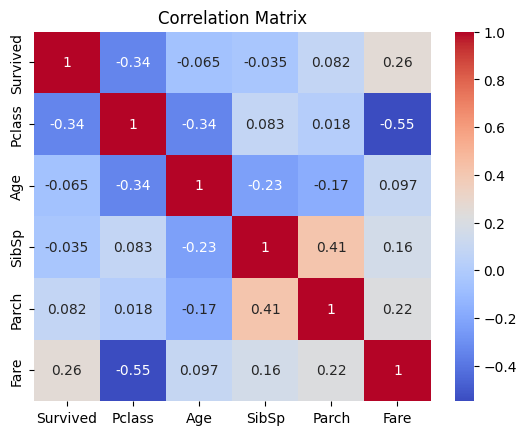 Correlation Matrix
Survived 1 -0.34 -0.065 -0.035 0.082 0.26
Pclass -0.34 1 -0.34 0.083 0.018 -0.55
Age -0.065 -0.34 1 -0.23 -0.17 0.097
SibSp -0.035 0.083 -0.23 1 0.41 0.16
Parch 0.082 0.018 -0.17 0.41 1 0.22
Fare 0.26 -0.55 0.097 0.16 0.22 1
Survived Pclass Age SibSp Parch Fare
1.0
0.8
0.6
0.4
0.2
0.0
−0.2
−0.4